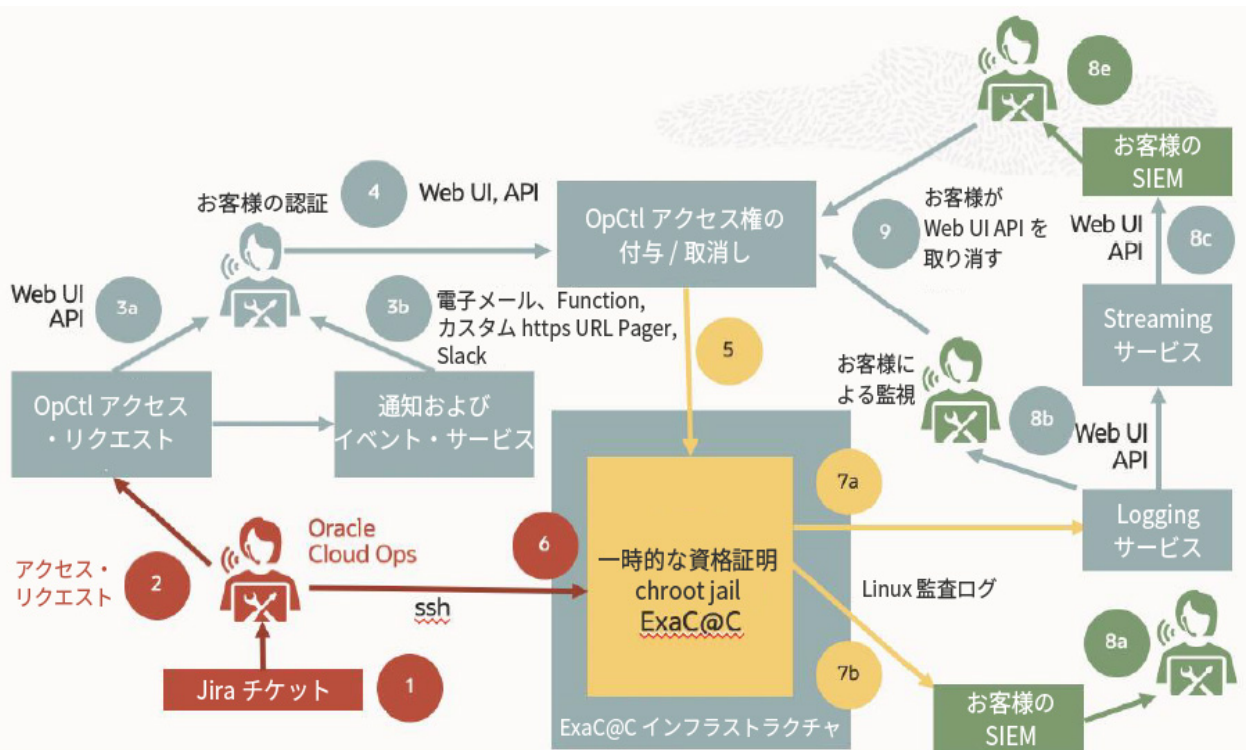 8e
お客様の
SIEM
お客様の認証
4
Web UI, API
OpCtl アクセス権の
付与 / 取消し
9
お客様が
Web UI API を
取り消す
Web UI
API
8c
Web UI
API
3a
3b
電子メール、Function,
カスタム https URL Pager,
Slack
5
Streaming
サービス
OpCtl アクセス
・リクエスト
通知および
イベント・サービス
お客様に
よる監視
8b
Web UI
API
7a
Logging
サービス
Oracle
Cloud Ops
6
アクセス・
リクエスト
2
ssh
一時的な資格証明
chroot jail
ExaC@C
Linux 監査ログ
8a
7b
Jira チケット
1
ExaC@C インフラストラクチャ
お客様の
SIEM